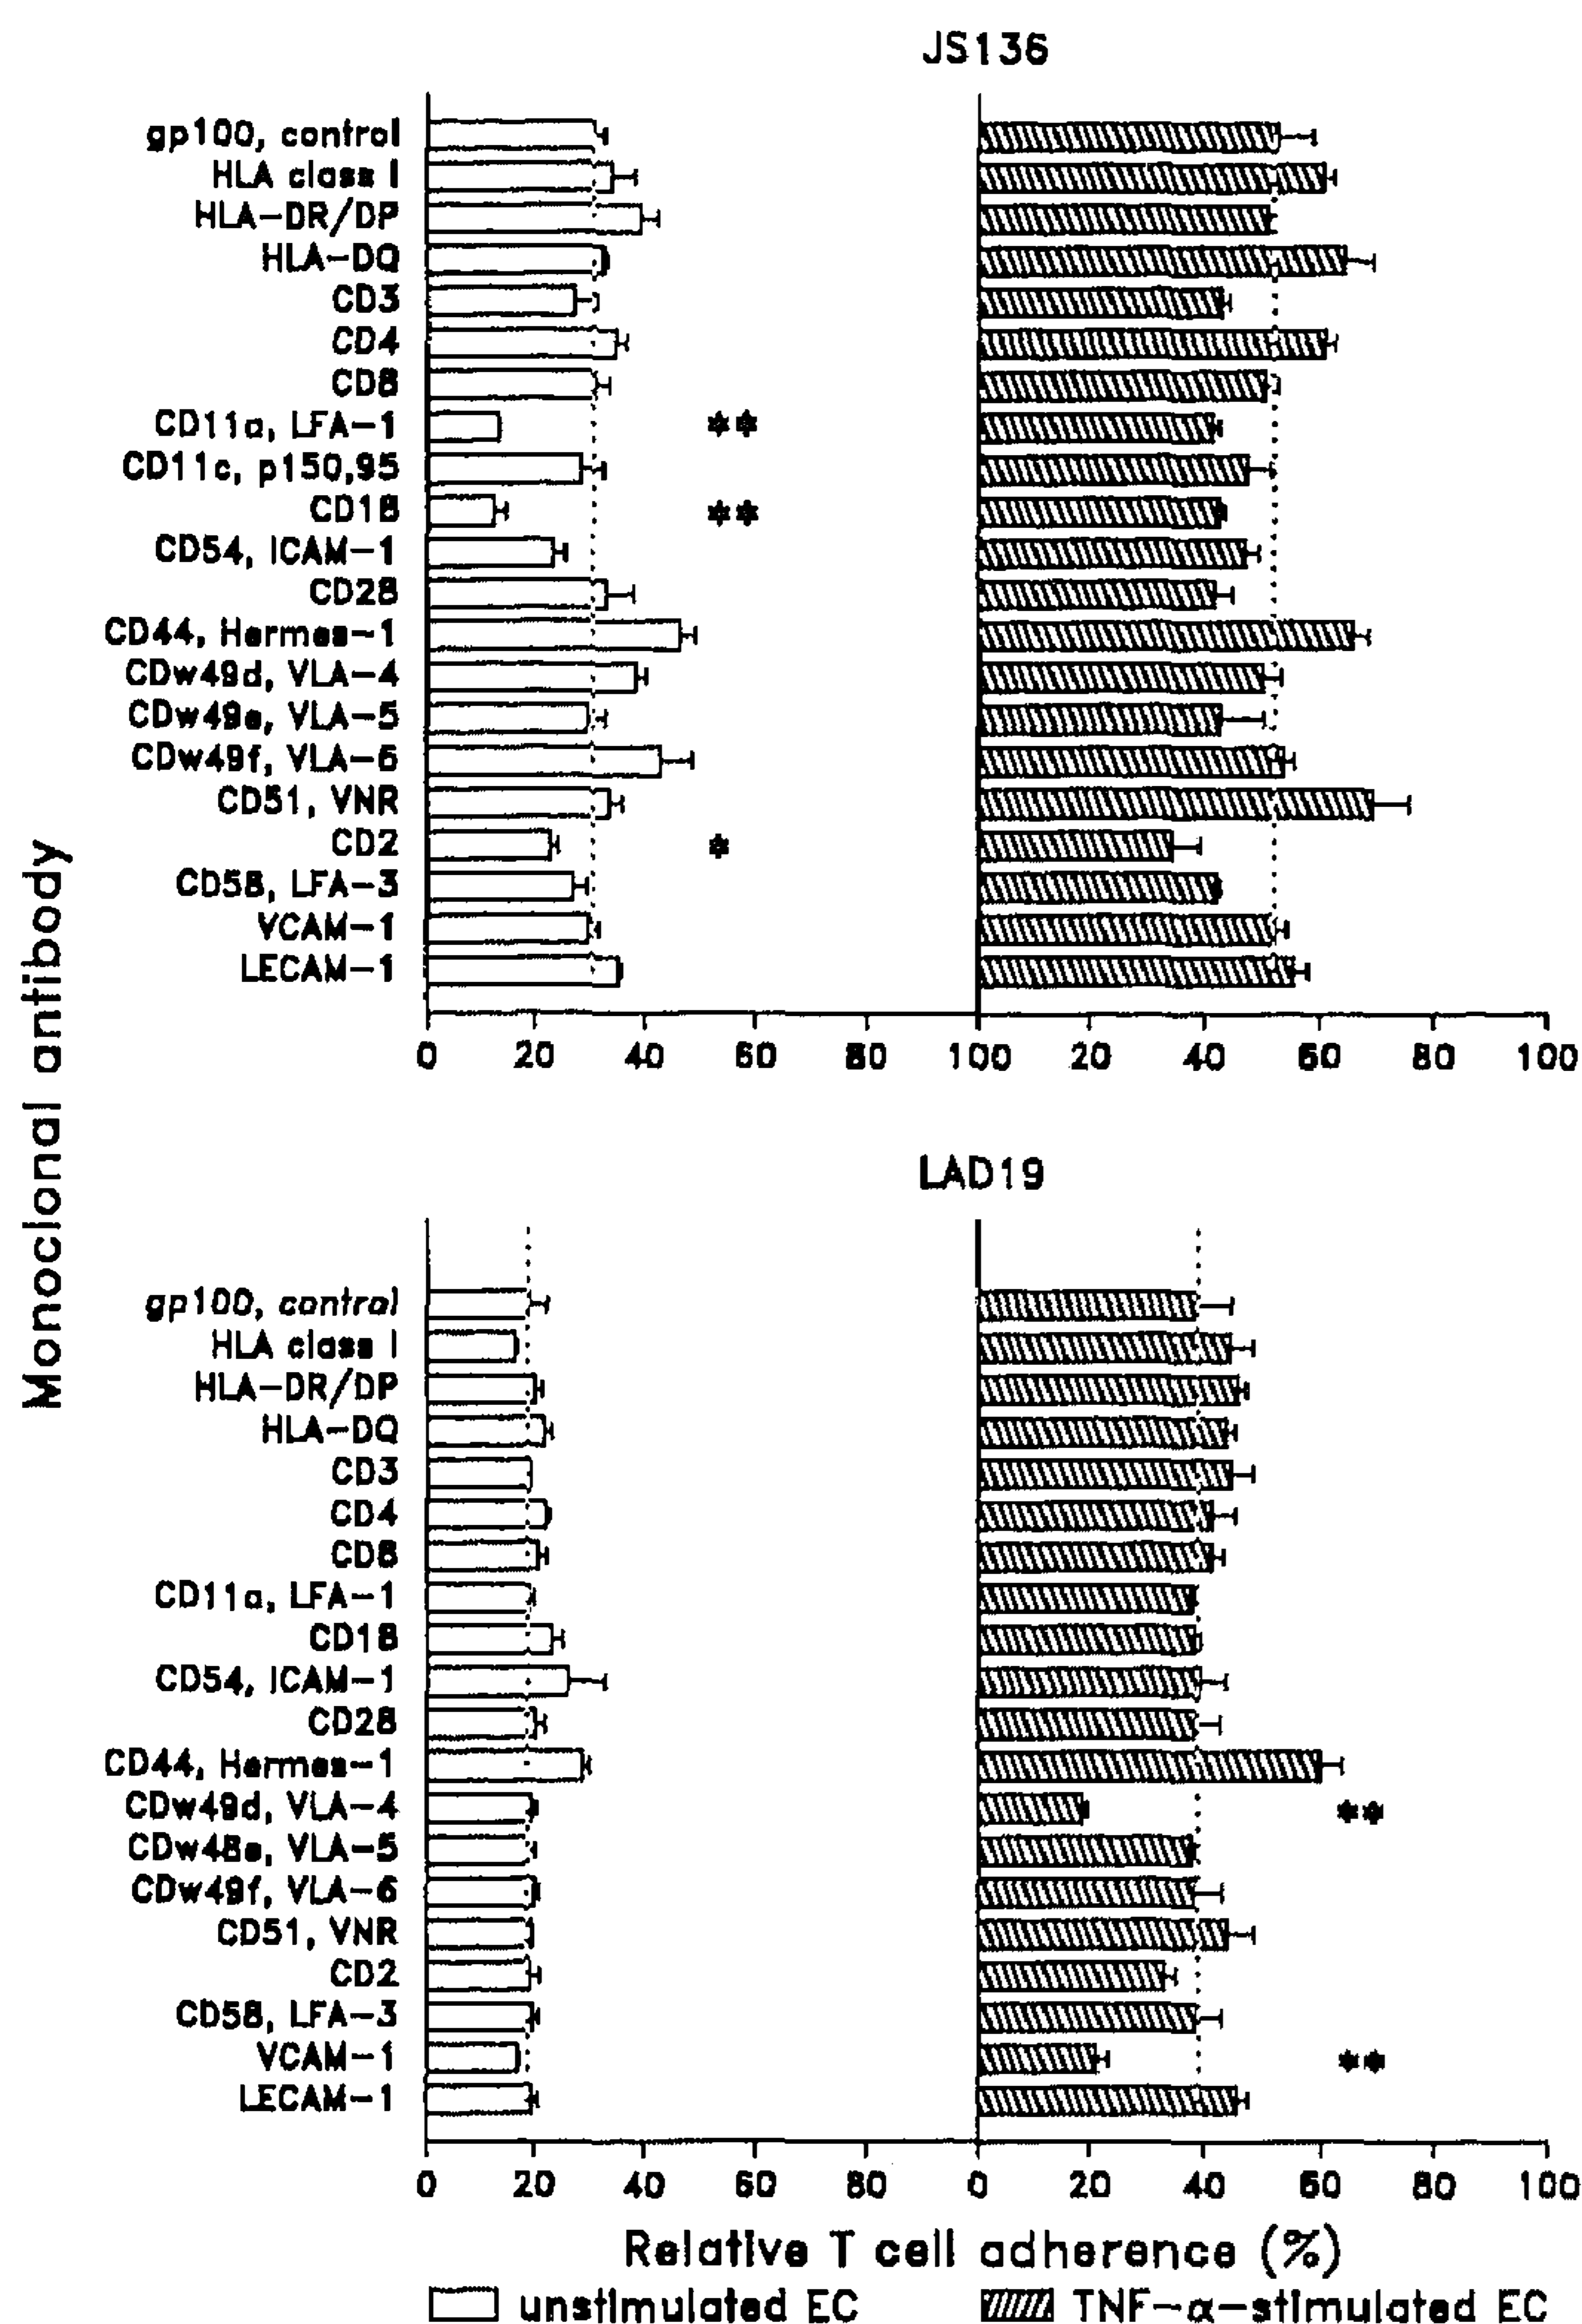 JS136
gp100, control
HLA class I
HLA-DR/DP
HLA-DQ
CD3
CD4
CD8
CD11a, LFA-1
**
CD11c, p150,95
CD18
**
CD54, ICAM-1
CD28
CD44, Hermes-1
CDw49d, VLA-4
CDw49e, VLA-5
CDw49f, VLA-6
CD51, VNR
CD2
*
CD58, LFA-3
VCAM-1
LECAM-1
0 20 40 60 80 100 20 40 60 80 100
Monoclonal antibody
LAD19
gp100, control
HLA class I
HLA-DR/DP
HLA-DQ
CD3
CD4
CD8
CD11a, LFA-1
CD18
CD54, ICAM-1
CD28
CD44, Hermes-1
CDw49d, VLA-4
**
CDw48e, VLA-5
CDw49f, VLA-6
CD51, VNR
CD2
CD58, LFA-3
VCAM-1
**
LECAM-1
0 20 40 60 80 0 20 40 60 80 100
Relative T cell adherence (%)
unstimulated EC
TNF-α-stimulated EC